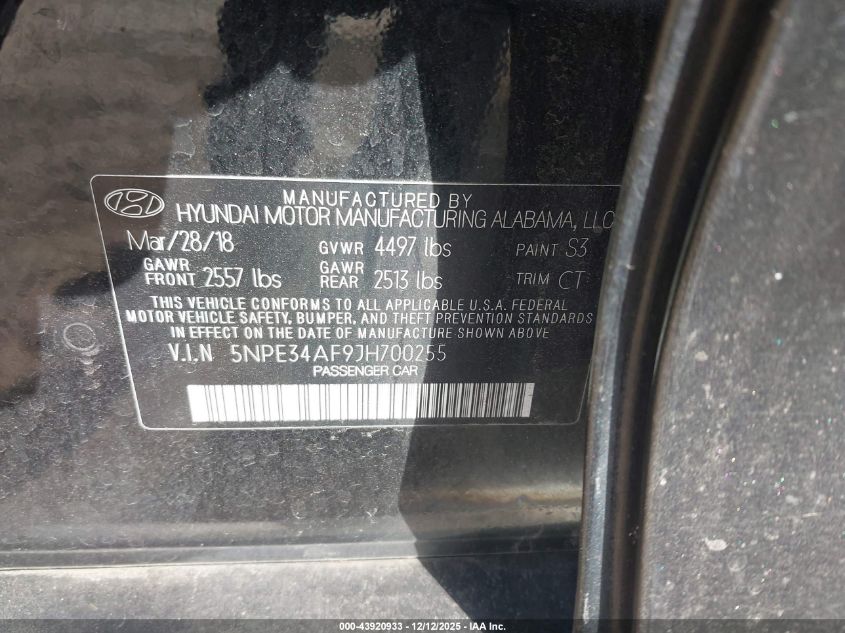 MANUFACTURED BY
HYUNDAI MOTOR MANUFACTURING ALABAMA, LLC
Mar/28/18 GVWR 4497 lbs PAINT S3
GAWR FRONT 2557 lbs GAWR REAR 2513 lbs TRIM CT
THIS VEHICLE CONFORMS TO ALL APPLICABLE U.S.A. FEDERAL
MOTOR VEHICLE SAFETY, BUMPER, AND THEFT PREVENTION STANDARDS
IN EFFECT ON THE DATE OF MANUFACTURE SHOWN ABOVE
V.I.N 5NPE34AF9JH700255
PASSENGER CAR
000-43920933 - 12/12/2025 - IAA Inc.